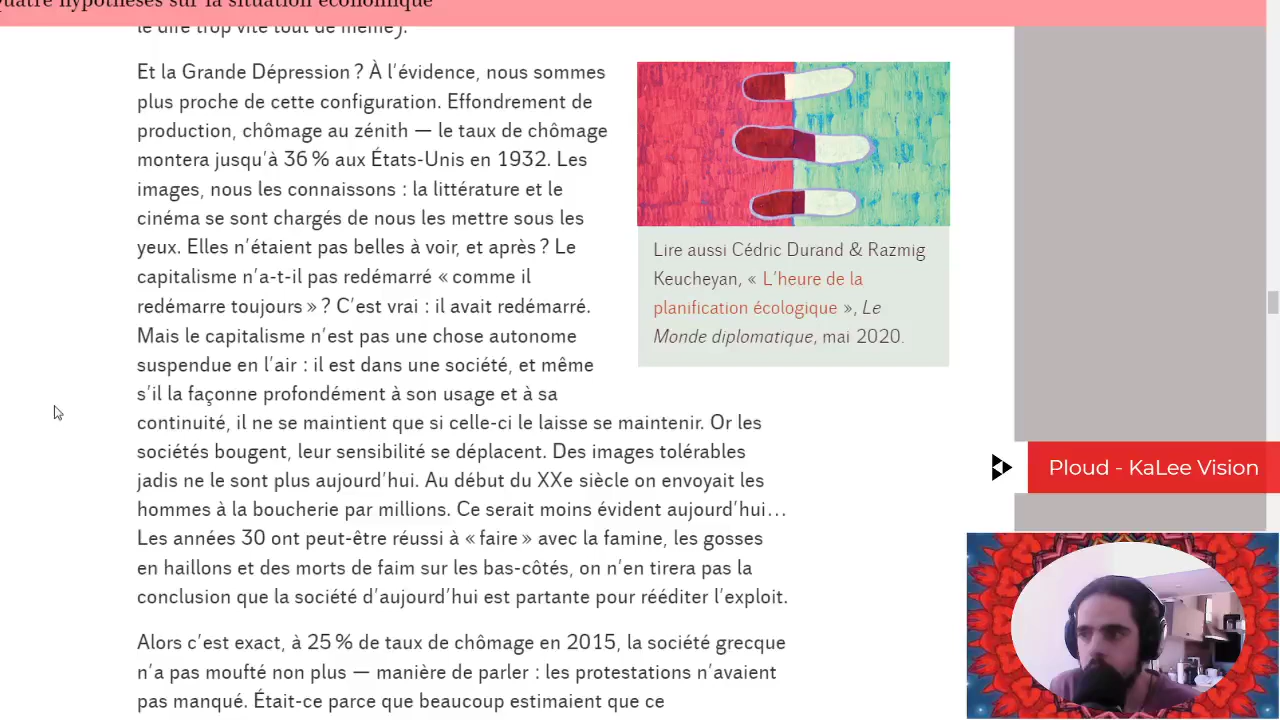 quatre hypothèses sur la situation économique
le dire trop vite tout de même).
Et la Grande Dépression ? À l’évidence, nous sommes
plus proche de cette configuration. Effondrement de
production, chômage au zénith — le taux de chômage
montera jusqu’à 36 % aux États-Unis en 1932. Les
images, nous les connaissons : la littérature et le
cinéma se sont chargés de nous les mettre sous les
yeux. Elles n’étaient pas belles à voir, et après ? Le
capitalisme n’a-t-il pas redémarré « comme il
redémarre toujours » ? C’est vrai : il avait redémarré.
Mais le capitalisme n’est pas une chose autonome
suspendue en l’air : il est dans une société, et même
s’il la façonne profondément à son usage et à sa
continuité, il ne se maintient que si celle-ci le laisse se maintenir. Or les
sociétés bougent, leur sensibilité se déplacent. Des images tolérables
jadis ne le sont plus aujourd’hui. Au début du XXe siècle on envoyait les
hommes à la boucherie par millions. Ce serait moins évident aujourd’hui…
Les années 30 ont peut-être réussi à « faire » avec la famine, les gosses
en haillons et des morts de faim sur les bas-côtés, on n’en tirera pas la
conclusion que la société d’aujourd’hui est partante pour rééditer l’exploit.
Alors c’est exact, à 25 % de taux de chômage en 2015, la société grecque
n’a pas moufté non plus — manière de parler : les protestations n’avaient
pas manqué. Était-ce parce que beaucoup estimaient que ce
Lire aussi Cédric Durand & Razmig
Keucheyan, « L’heure de la
planification écologique », Le
Monde diplomatique, mai 2020.
Ploud - KaLee Vision